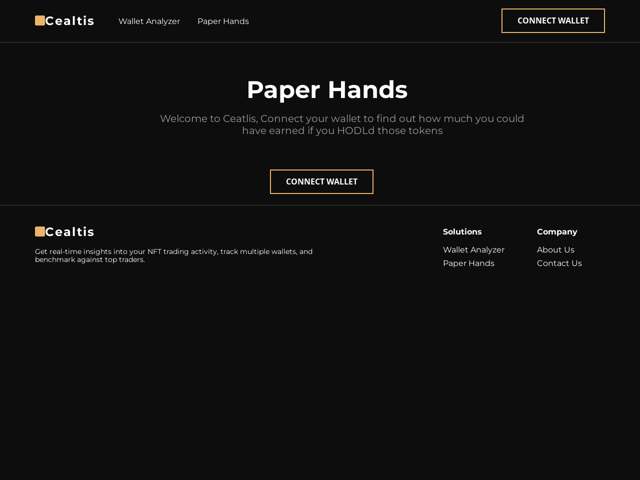 Cealtis Wallet Analyzer Paper Hands CONNECT WALLET
Paper Hands
Welcome to Ceatlis, Connect your wallet to find out how much you could
have earned if you HODLd those tokens
CONNECT WALLET
Cealtis
Get real-time insights into your NFT trading activity, track multiple wallets, and
benchmark against top traders.
Solutions
Wallet Analyzer
Paper Hands
Company
About Us
Contact Us